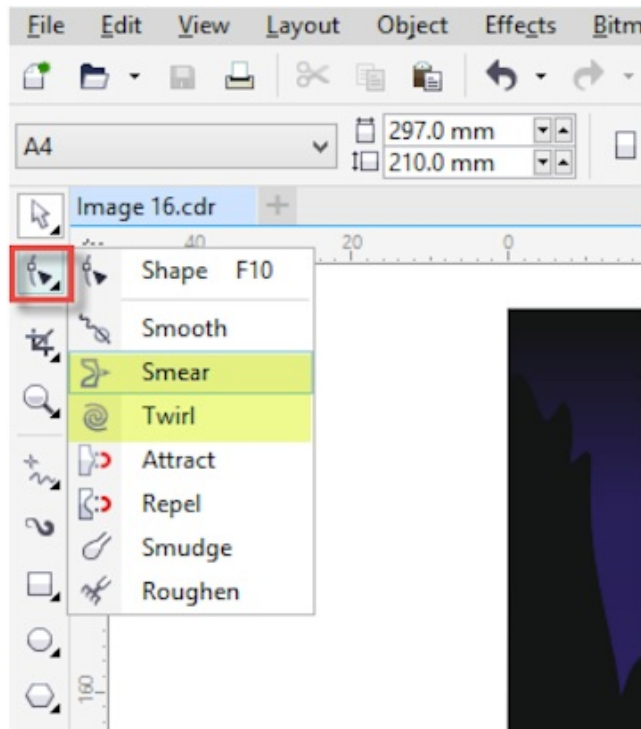 File Edit View Layout Object Effects Bitm
A4 297.0 mm
210.0 mm
Image 16.cdr
40 20 0
Shape F10
Smooth
Smear
Twirl
Attract
Repel
Smudge
Roughen
160